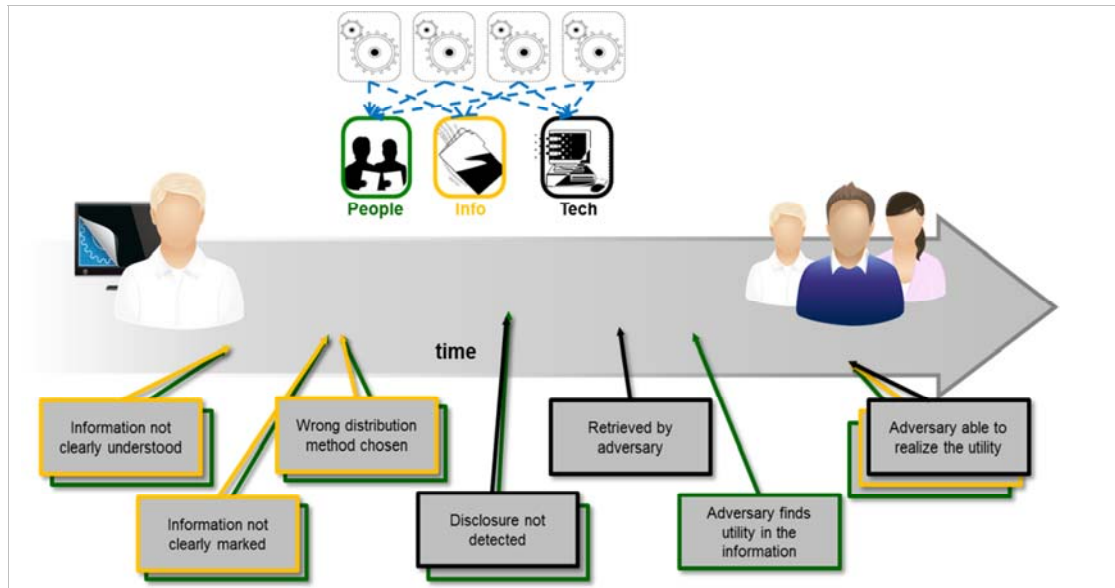 People
Info
Tech
time
Information not
clearly understood
Wrong distribution
method chosen
Retrieved by
adversary
Adversary able to
realize the utility
Information not
clearly marked
Disclosure not
detected
Adversary finds
utility in the
information